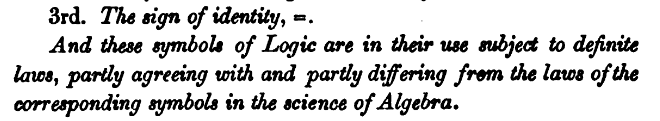 3rd. The sign of identity, =.
And these symbols of Logic are in their use subject to definite
laws, partly agreeing with and partly differing from the laws of the
corresponding symbols in the science of Algebra.